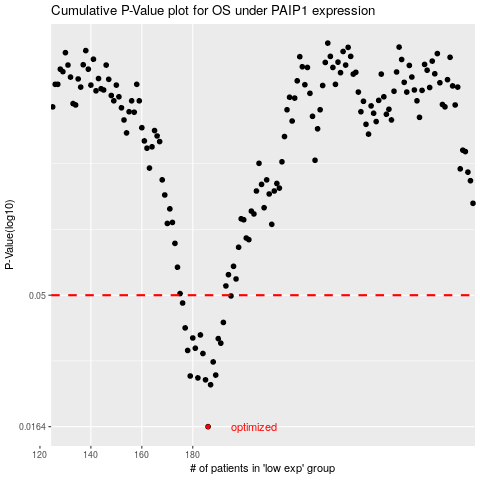 Cumulative P-Value plot for OS under PAIP1 expression
P-Value(log10)
0.05
0.0164
optimized
120 140 160 180
# of patients in 'low exp' group